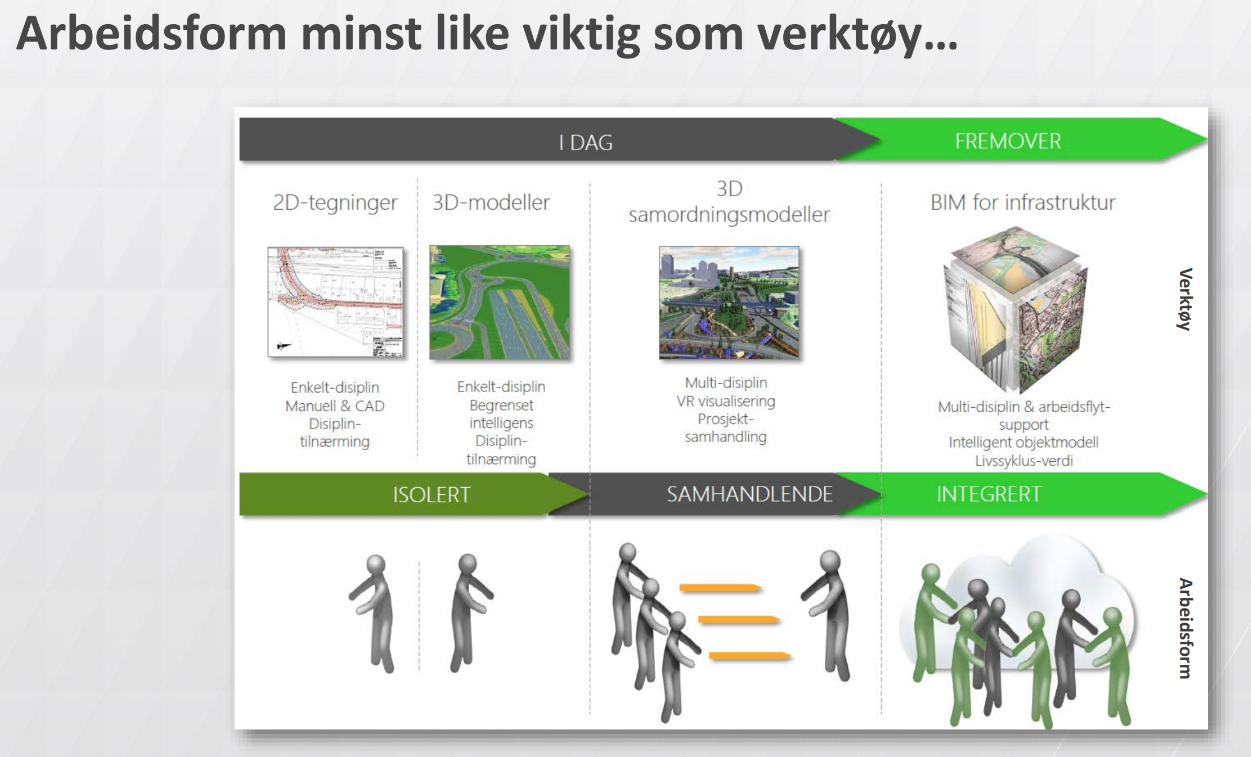 Arbeidsform minst like viktig som verktøy...
I DAG
FREMOVER
2D-tegninger
3D-modeller
3D
samordningsmodeller
BIM for infrastruktur
Enkelt-disiplin
Manuell & CAD
Disiplin-
tilnærming
Enkelt-disiplin
Begrenset
intelligens
Disiplin-
tilnærming
Multi-disiplin
VR visualisering
Prosjekt-
samhandling
Multi-disiplin & arbeidsflyt-
support
Intelligent objektmodell
Livssyklus-verdi
Verktøy
ISOLERT
SAMHANDLENDE
INTEGRERT
Arbeidsform